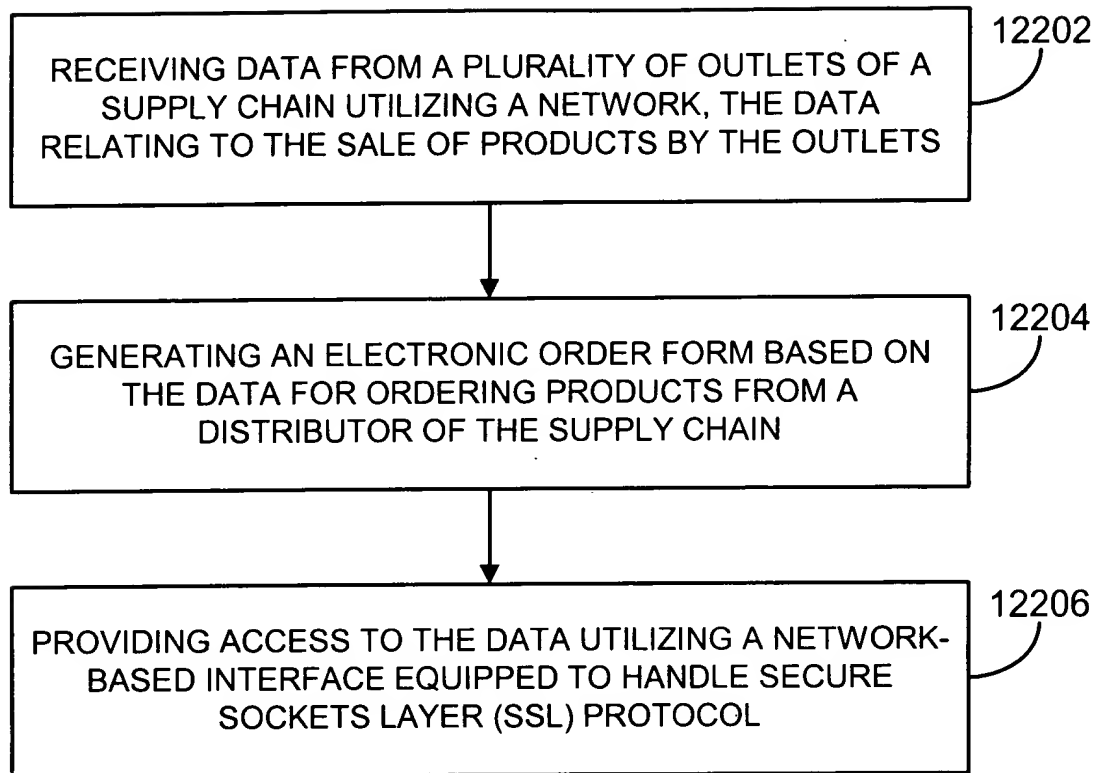 12202
RECEIVING DATA FROM A PLURALITY OF OUTLETS OF A
SUPPLY CHAIN UTILIZING A NETWORK, THE DATA
RELATING TO THE SALE OF PRODUCTS BY THE OUTLETS
12204
GENERATING AN ELECTRONIC ORDER FORM BASED ON
THE DATA FOR ORDERING PRODUCTS FROM A
DISTRIBUTOR OF THE SUPPLY CHAIN
12206
PROVIDING ACCESS TO THE DATA UTILIZING A NETWORK-
BASED INTERFACE EQUIPPED TO HANDLE SECURE
SOCKETS LAYER (SSL) PROTOCOL